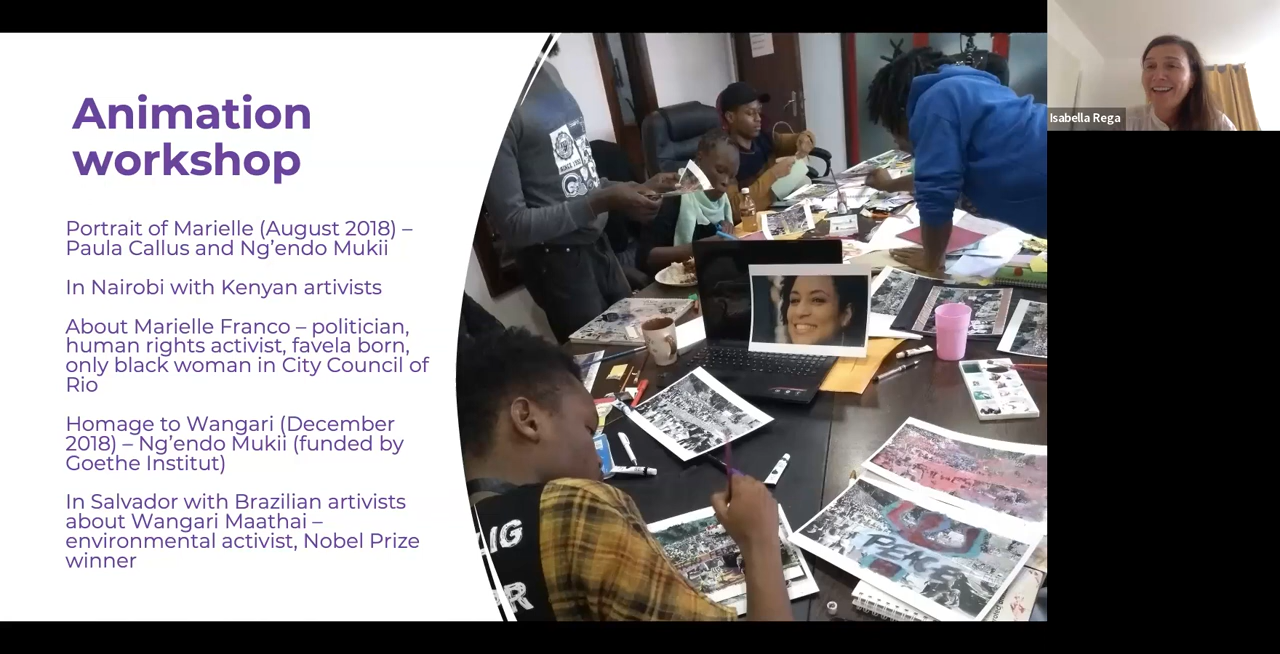 Animation
workshop
Portrait of Marielle (August 2018) –
Paula Callus and Ng’endo Mukii
In Nairobi with Kenyan artivists
About Marielle Franco – politician,
human rights activist, favela born,
only black woman in City Council of
Rio
Homage to Wangari (December
2018) – Ng’endo Mukii (funded by
Goethe Institut)
In Salvador with Brazilian artivists
about Wangari Maathai –
environmental activist, Nobel Prize
winner
PEACE
Isabella Rega